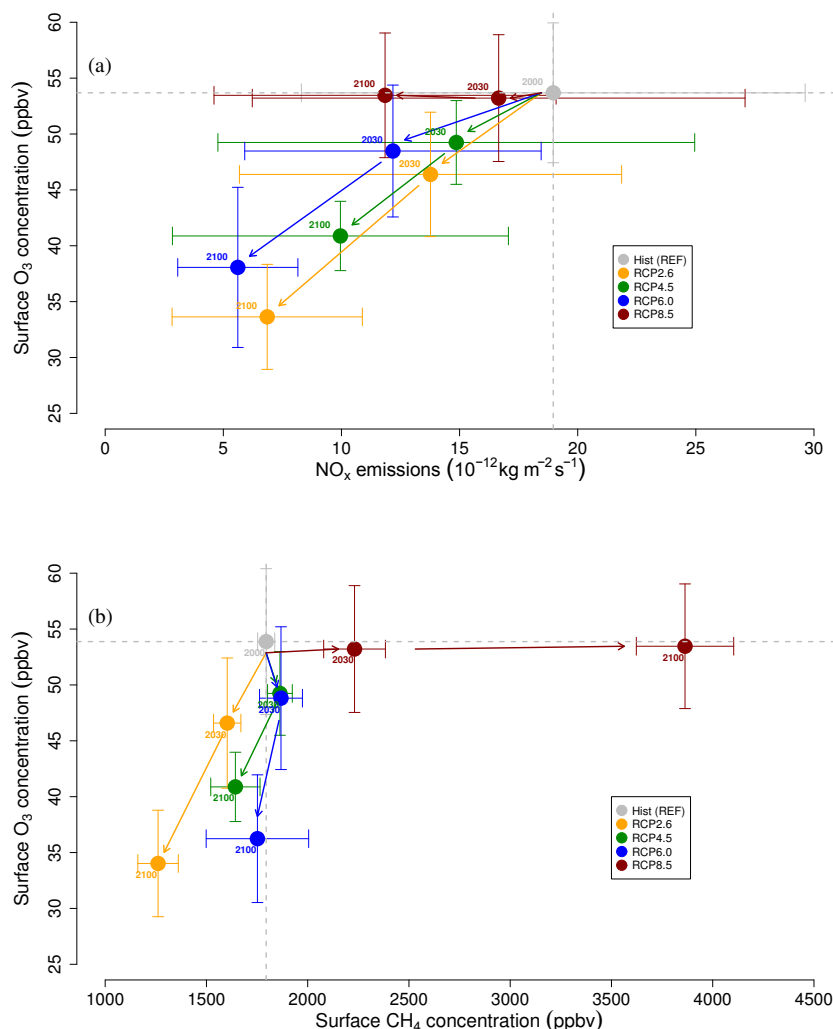 (a)
Surface O₃ concentration (ppbv)
60
55
50
45
40
35
30
25
2100
2030
2000
2030
2030
2030
2100
2100
2100
Hist (REF)
RCP2.6
RCP4.5
RCP6.0
RCP8.5
0 5 10 15 20 25 30
NOₓ emissions (10⁻¹²kg m⁻²s⁻¹)
(b)
Surface O₃ concentration (ppbv)
60
55
50
45
40
35
30
25
2000
2030
2100
2030
2030
2030
2100
2100
2100
Hist (REF)
RCP2.6
RCP4.5
RCP6.0
RCP8.5
1000 1500 2000 2500 3000 3500 4000 4500
Surface CH₄ concentration (ppbv)